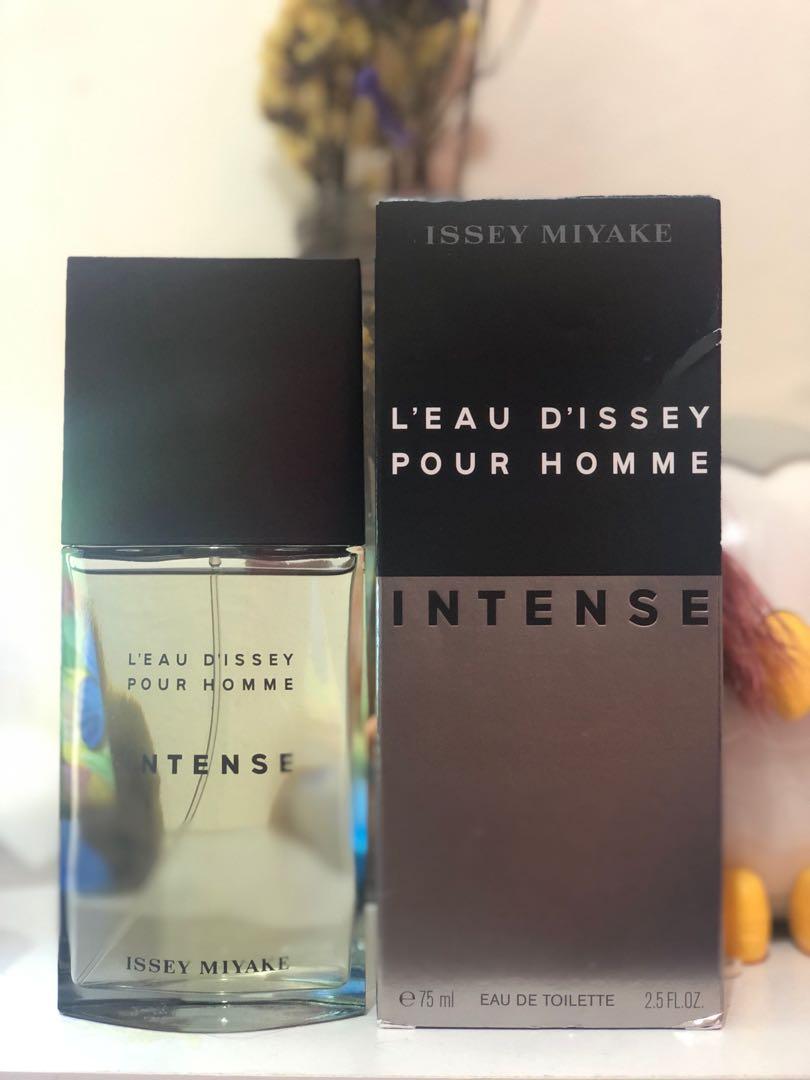 L'EAU D'ISSEY
POUR HOMME
INTENSE
ISSEY MIYAKE
ISSEY MIYAKE
L'EAU D'ISSEY
POUR HOMME
INTENSE
e 75 ml EAU DE TOILETTE 2.5 FL.OZ.